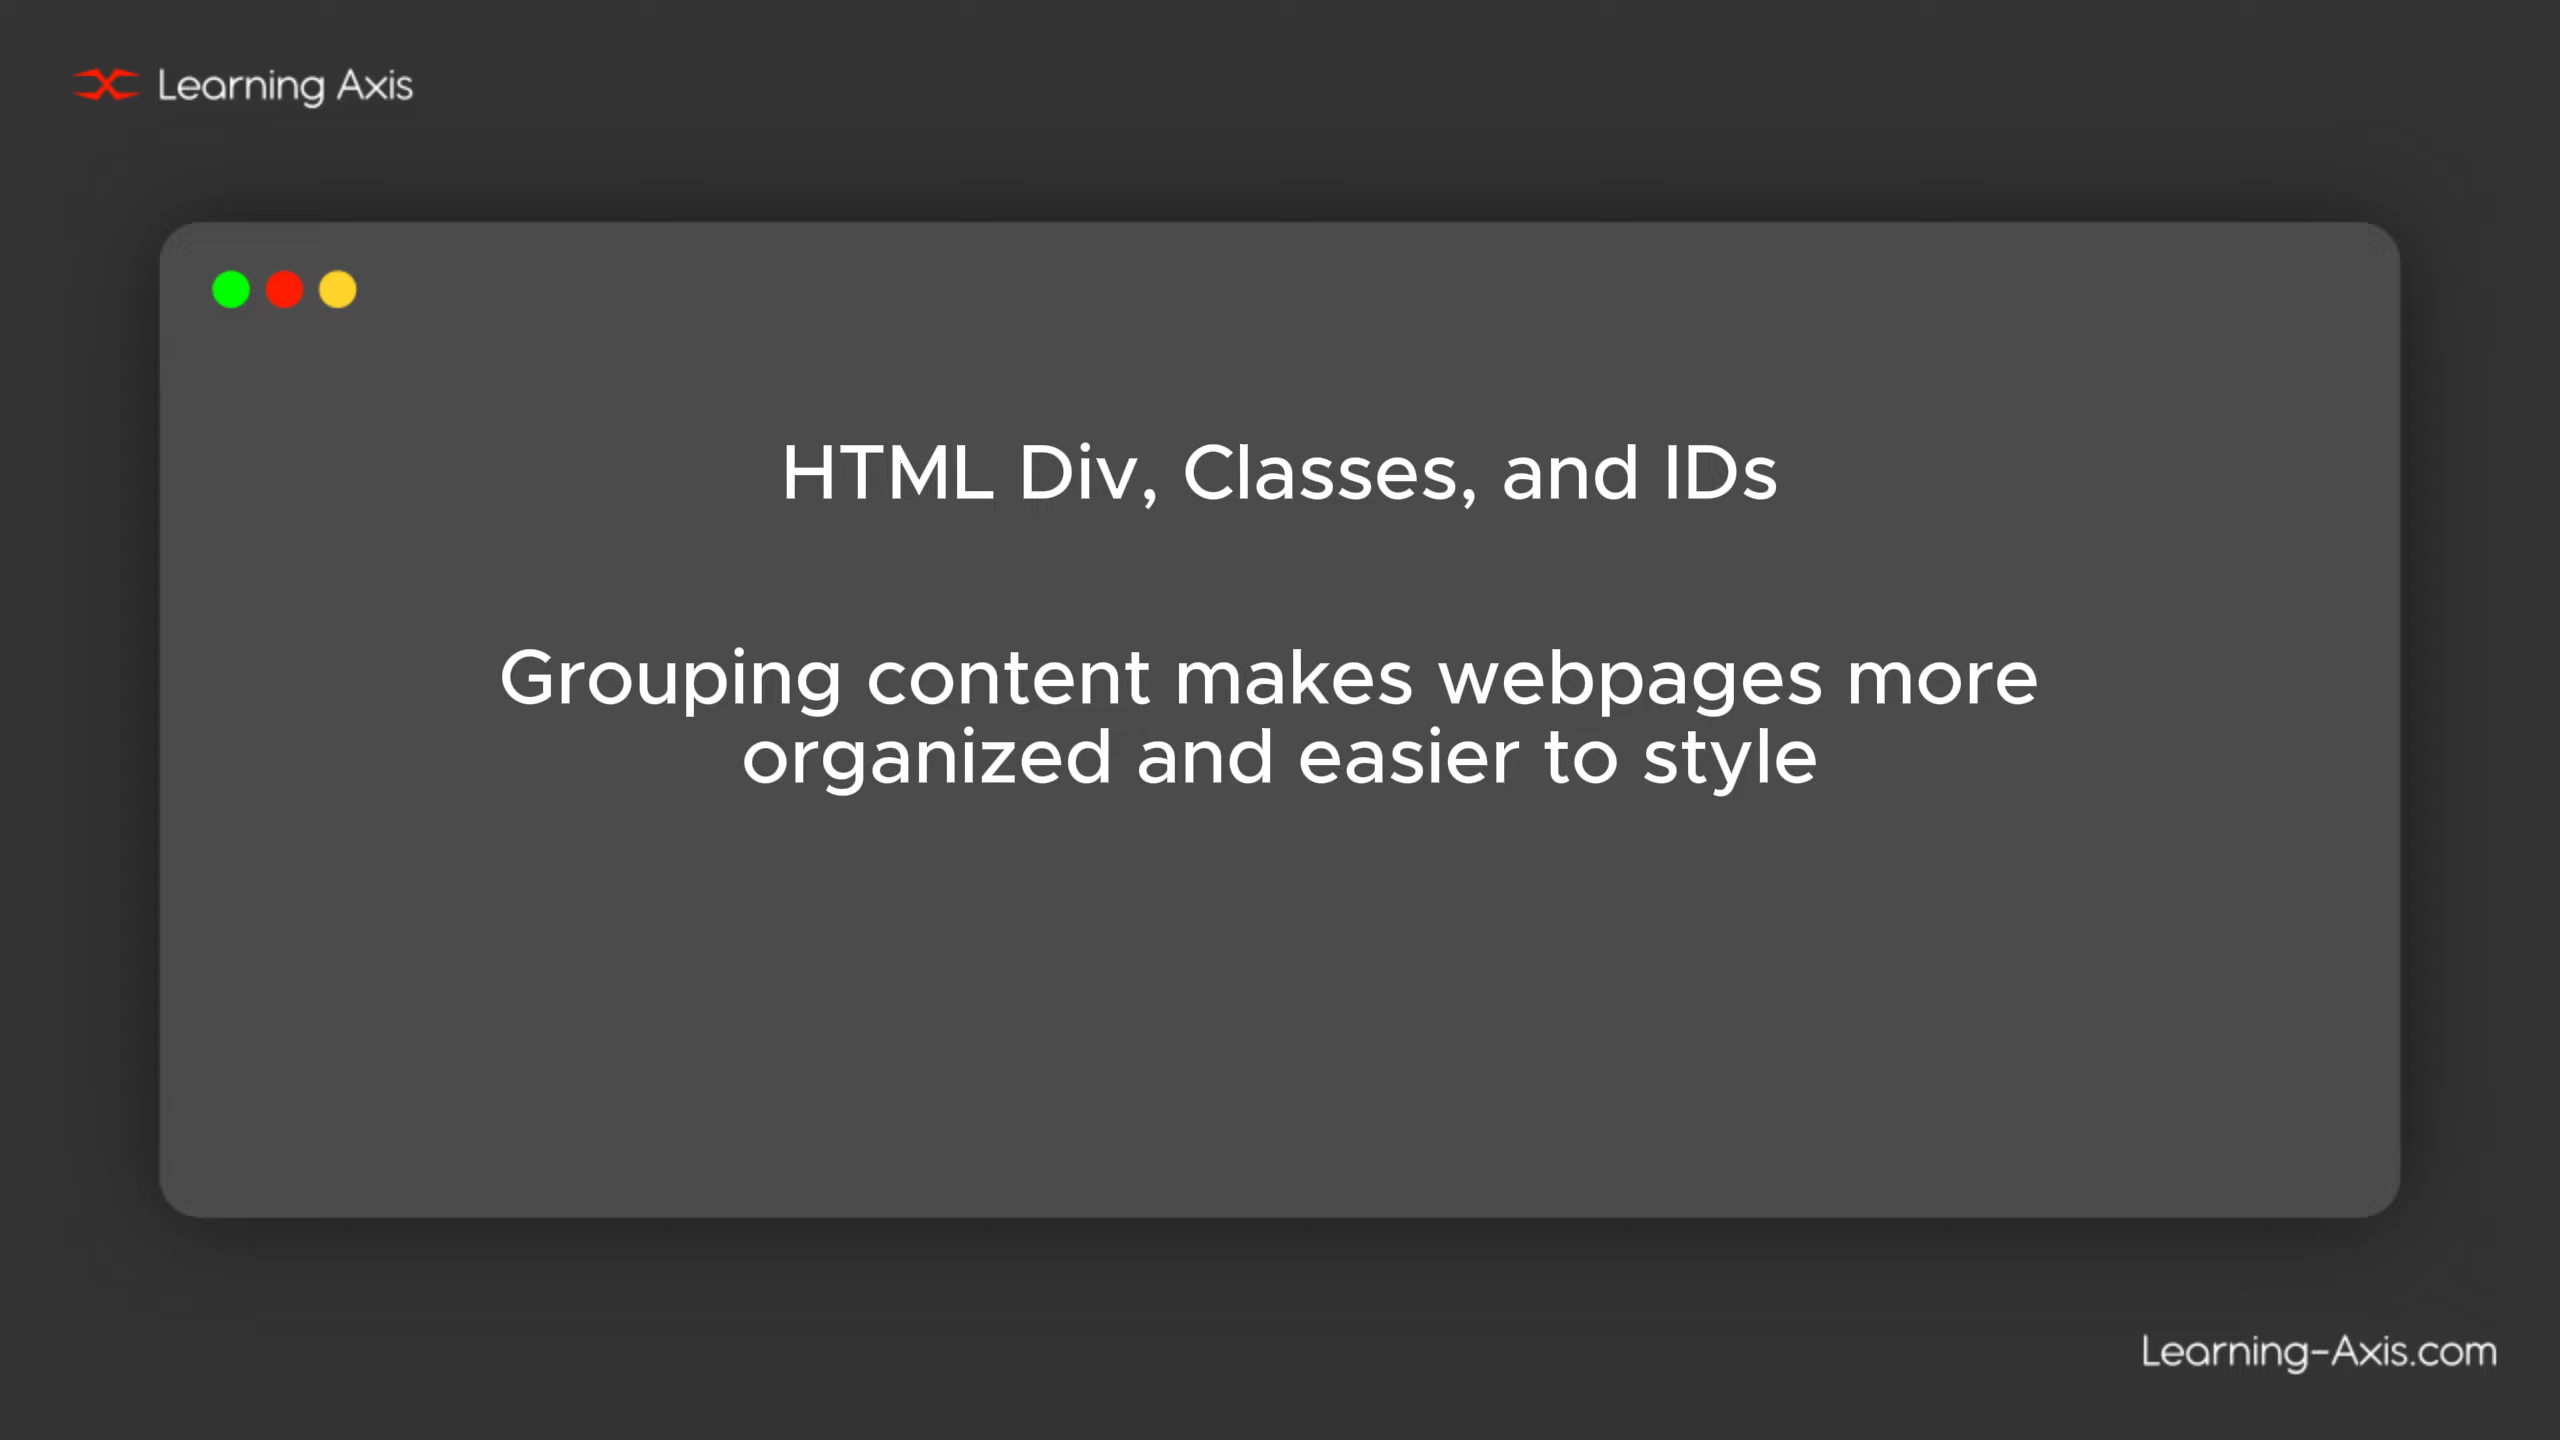 Learning Axis
HTML Div, Classes, and IDs
Grouping content makes webpages more
organized and easier to style
Learning-Axis.com